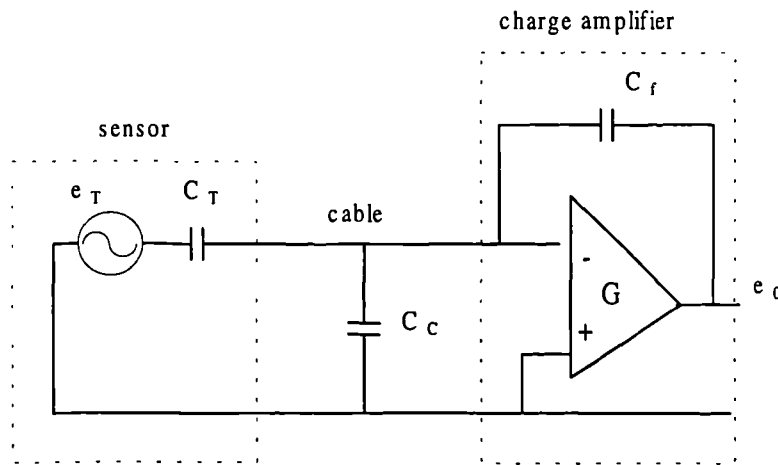 charge amplifier
C f
sensor
e T
C T
cable
-
G
e o
C C
+